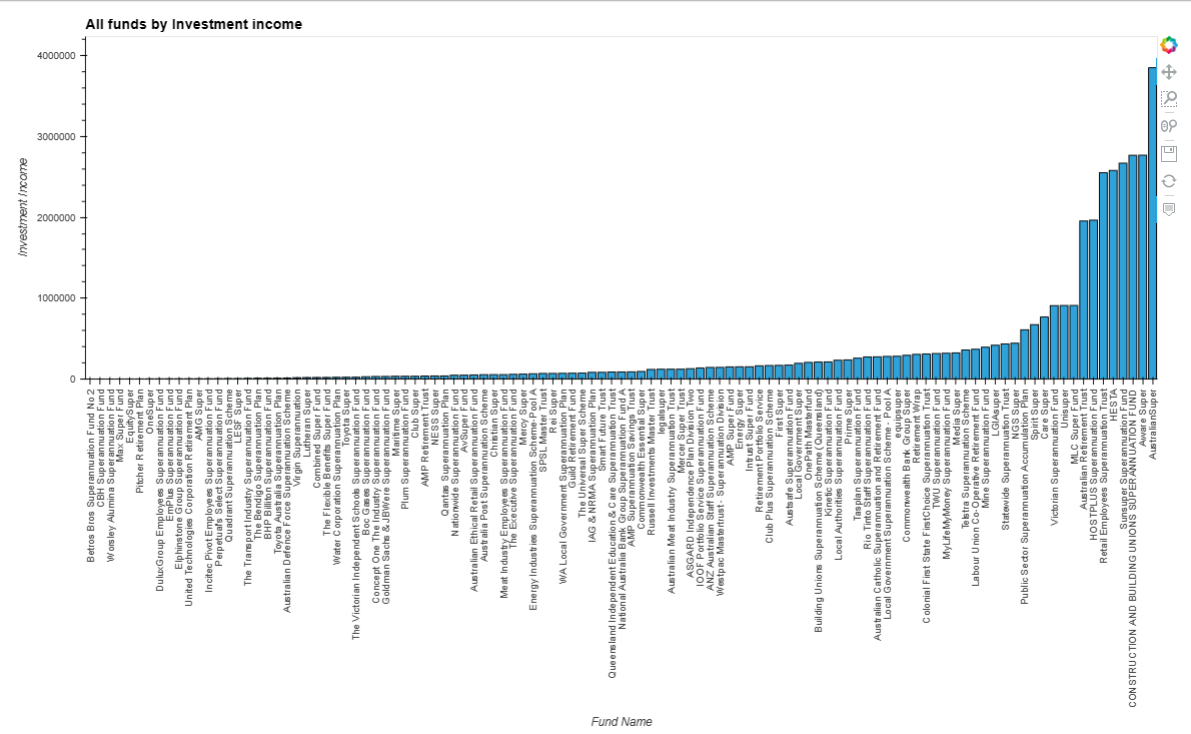 All funds by Investment income
4000000
3000000
2000000
1000000
0
Investment Income
Betros Bros Superannuation Fund No 2
CBH Superannuation Fund
Worsley Alumina Superannuation Fund
Max Super Fund
EquitySuper
Pitcher Retirement Plan
OneSuper
DuluxGroup Employees Superannuation Fund
EmPlus Superannuation Fund
Elphinstone Group Superannuation Fund
United Technologies Corporation Retirement Plan
AMG Super
Incitec Pivot Employees Superannuation Fund
Perpetual's Select Superannuation Fund
Quadrant Superannuation Scheme
LESF Super
The Transport Industry Superannuation Fund
The Bendigo Superannuation Plan
BHP Billiton Superannuation Fund
Toyota Australia Superannuation Plan
Australian Defence Force Superannuation Scheme
Virgin Superannuation
Lutheran Super
Combined Super Fund
The Flexible Benefits Super Fund
Water Corporation Superannuation Plan
Toyota Super
The Victorian Independent Schools Superannuation Fund
Boc Gases Superannuation Fund
Concept One The Industry Superannuation Fund
Goldman Sachs & JBWere Superannuation Fund
Maritime Super
Plum Superannuation Fund
Club Super
AMP Retirement Trust
NESS Super
Qantas Superannuation Plan
Nationwide Superannuation Fund
AvSuper Fund
Australian Ethical Retail Superannuation Fund
Australia Post Superannuation Scheme
Christian Super
Meat Industry Employees Superannuation Fund
The Executive Superannuation Fund
Mercy Super
Energy Industries Superannuation Scheme-Pool A
SPSL Master Trust
Rei Super
WA Local Government Superannuation Plan
Guild Retirement Fund
The Universal Super Scheme
IAG & NRMA Superannuation Plan
Smart Future Trust
Queensland Independent Education & Care Superannuation Trust
National Australia Bank Group Superannuation Fund A
AMP Superannuation Savings Trust
Commonwealth Essential Super
Russell Investments Master Trust
legalsuper
Australian Meat Industry Superannuation Trust
Mercer Super Trust
ASGARD Independence Plan Division Two
IOOF Portfolio Service Superannuation Fund
ANZ Australian Staff Superannuation Scheme
Westpac Mastertrust - Superannuation Division
AMP Super Fund
Energy Super
Intrust Super Fund
Retirement Portfolio Service
Club Plus Superannuation Scheme
First Super
Austsafe Superannuation Fund
Local Government Super
OnePath Masterfund
Building Unions Superannuation Scheme (Queensland)
Kinetic Superannuation Fund
Local Authorities Superannuation Fund
Prime Super
Tasplan Superannuation Fund
Rio Tinto Staff Superannuation Fund
Australian Catholic Superannuation and Retirement Fund
Local Government Superannuation Scheme - Pool A
equipsuper
Commonwealth Bank Group Super
Retirement Wrap
Colonial First State FirstChoice Superannuation Trust
TWU Superannuation Fund
MyLifeMyMoney Superannuation Fund
Media Super
Telstra Superannuation Scheme
Labour Union Co-Operative Retirement Fund
Mine Superannuation Fund
LGIAsuper
Statewide Superannuation Trust
NGS Super
Public Sector Superannuation Accumulation Plan
Spirit Super
Care Super
Victorian Superannuation Fund
Unisuper
MLC Super Fund
Australian Retirement Trust
HOSTPLUS Superannuation Fund
Retail Employees Superannuation Trust
HESTA
Sunsuper Superannuation Fund
CONSTRUCTION AND BUILDING UNIONS SUPERANNUATION FUND
Aware Super
AustralianSuper
Fund Name